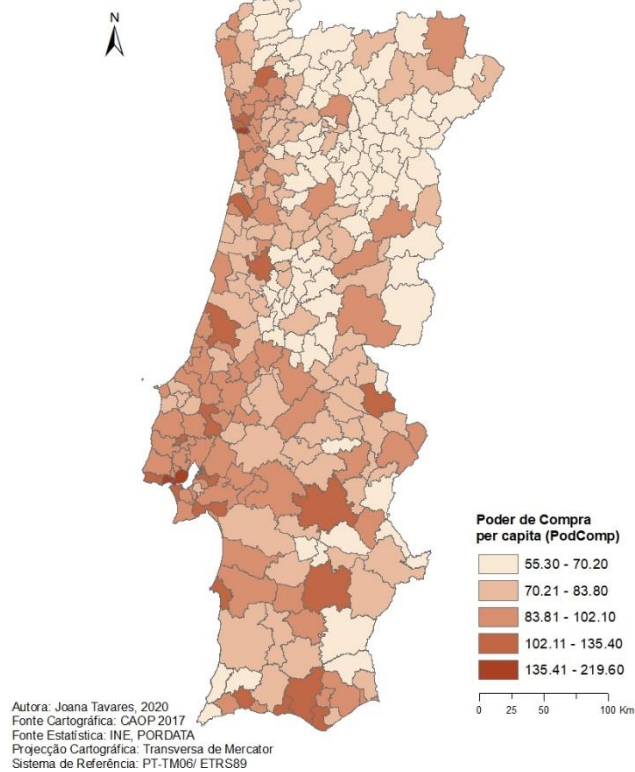 N
Poder de Compra
per capita (PodComp)
55.30 - 70.20
70.21 - 83.80
83.81 - 102.10
102.11 - 135.40
135.41 - 219.60
0 25 50 100 Km
Autora: Joana Tavares, 2020
Fonte Cartográfica: CAOP 2017
Fonte Estatística: INE, PORDATA
Projecção Cartográfica: Transversa de Mercator
Sistema de Referência: PT-TM06/ ETRS89